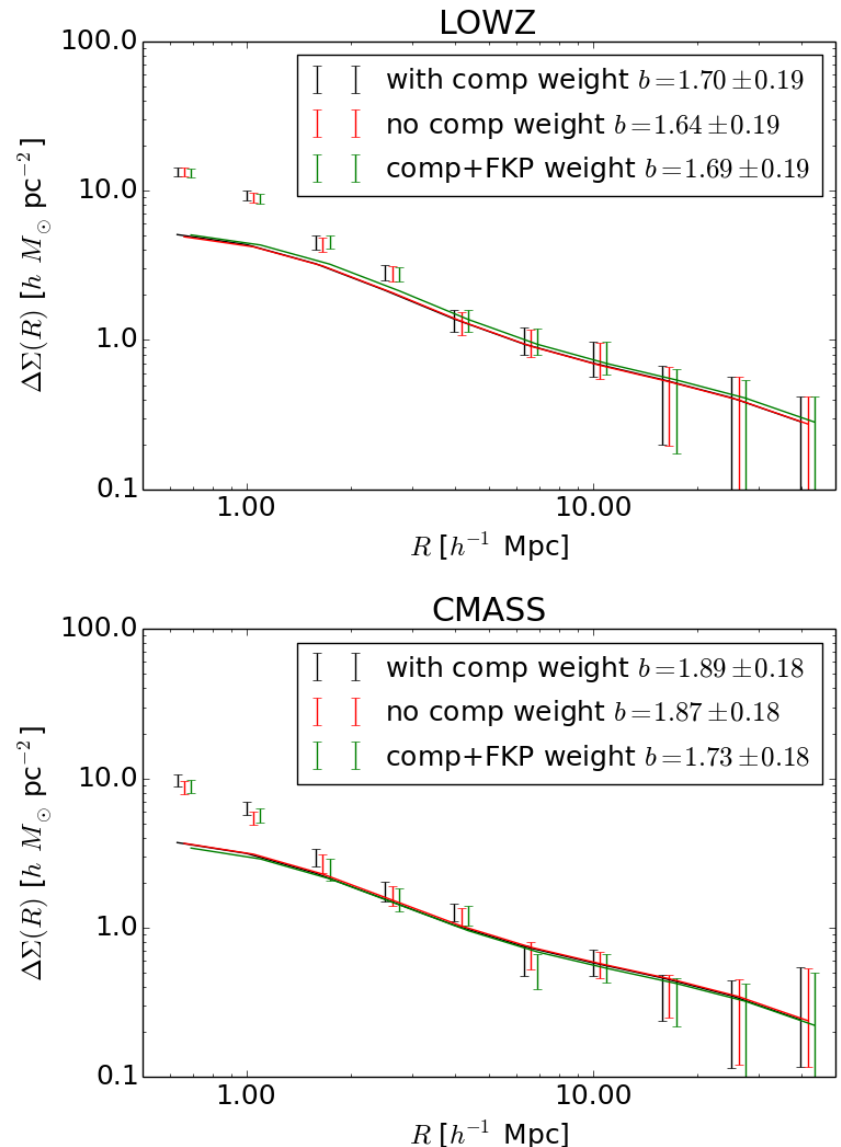 LOWZ
100.0
with comp weight b=1.70±0.19
no comp weight b=1.64±0.19
comp+FKP weight b=1.69±0.19
10.0
1.0
0.1
ΔΣ(R) [h M⊙ pc⁻²]
1.00 10.00
R [h⁻¹ Mpc]
CMASS
100.0
with comp weight b=1.89±0.18
no comp weight b=1.87±0.18
comp+FKP weight b=1.73±0.18
10.0
1.0
0.1
ΔΣ(R) [h M⊙ pc⁻²]
1.00 10.00
R [h⁻¹ Mpc]